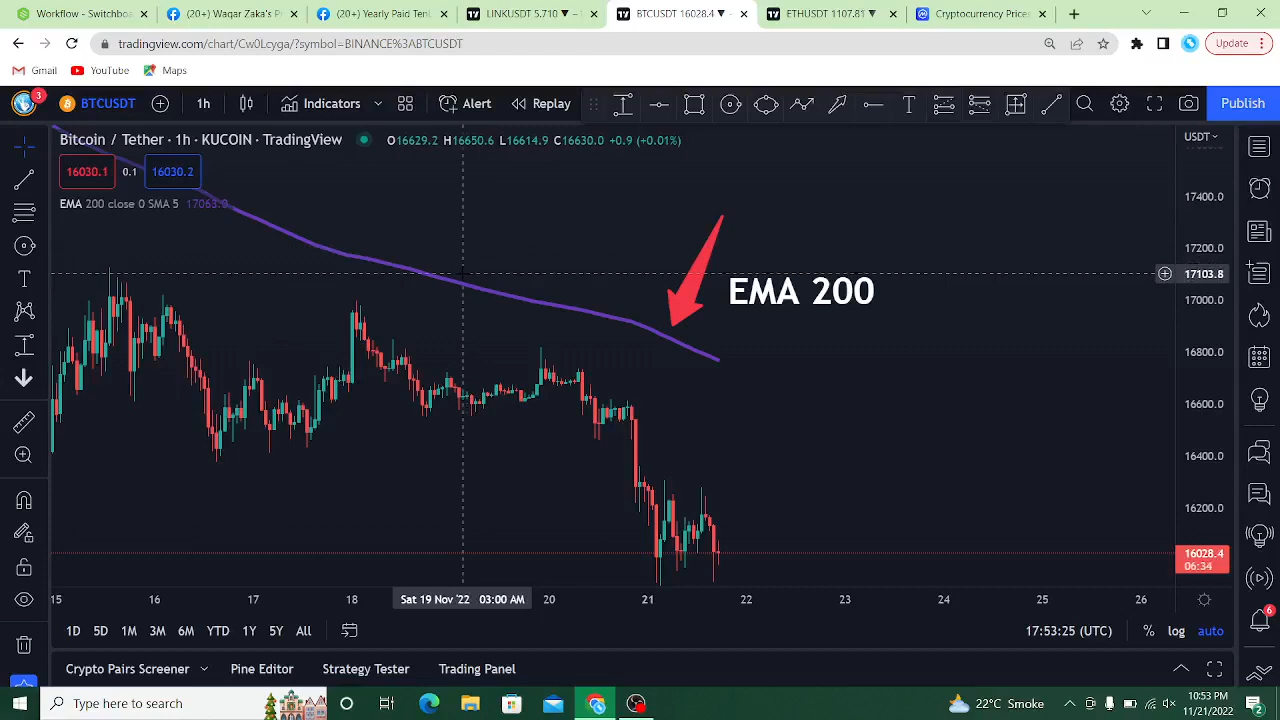 Workflows - Switchboa
(20+) Waqar Zaka's P
(20+) Yearly Paid Ten
LINKUSDT 5.710 ▼ −
BTCUSDT 16028.4 ▼ −
ETHUSDT 1107.81 ▼
Cryptocurrency Prices
tradingview.com/chart/Cw0Lcyga/?symbol=BINANCE%3ABTCUSDT
Update
Gmail YouTube Maps
3
BTCUSDT 1h Indicators Alert Replay Publish
Bitcoin / Tether · 1h · KUCOIN · TradingView O16629.2 H16650.6 L16614.9 C16630.0 +0.9 (+0.01%)
USDT
16030.1 0.1 16030.2
EMA 200 close 0 SMA 5 17063.0
17400.0
17200.0
17103.8
EMA 200
17000.0
16800.0
16600.0
16400.0
16200.0
16028.4
06:34
15 16 17 18 Sat 19 Nov '22 03:00 AM 20 21 22 23 24 25 26
6
1D 5D 1M 3M 6M YTD 1Y 5Y All 17:53:25 (UTC) % log auto
Crypto Pairs Screener Pine Editor Strategy Tester Trading Panel
Type here to search
22°C Smoke
10:53 PM
11/21/2022
2